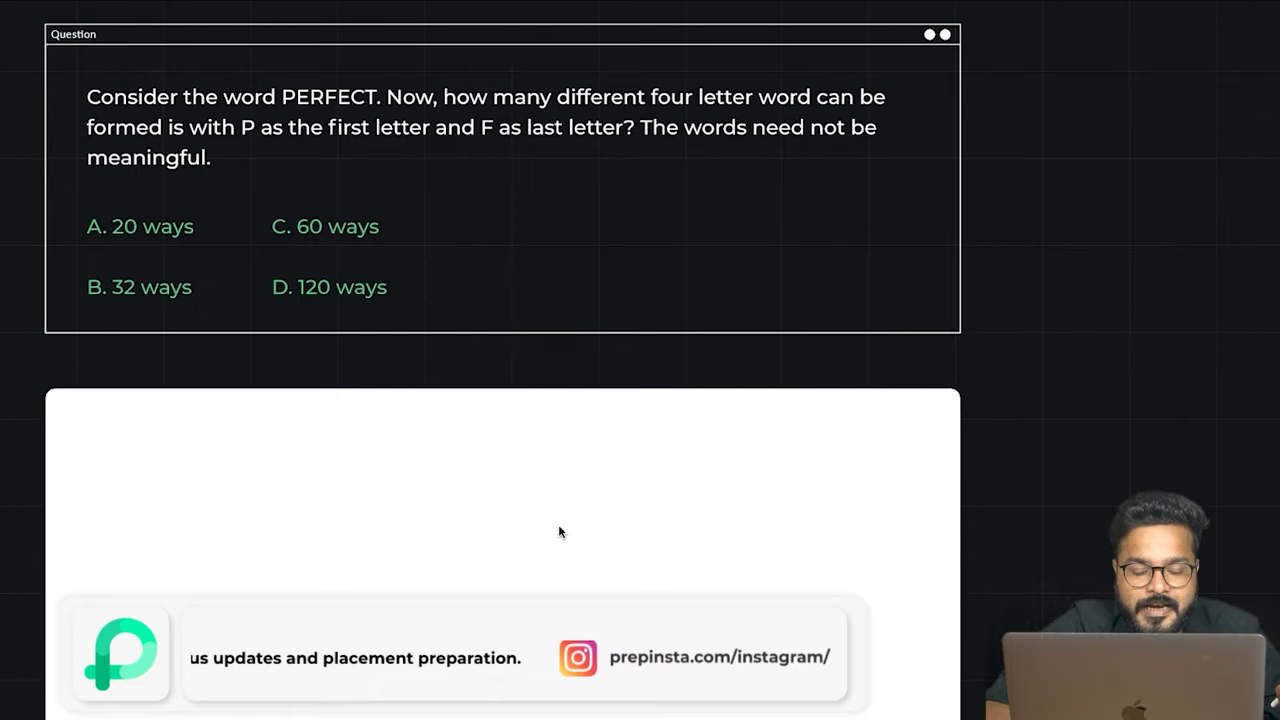 Question
Consider the word PERFECT. Now, how many different four letter word can be
formed is with P as the first letter and F as last letter? The words need not be
meaningful.
A. 20 ways
C. 60 ways
B. 32 ways
D. 120 ways
us updates and placement preparation.
prepinsta.com/instagram/